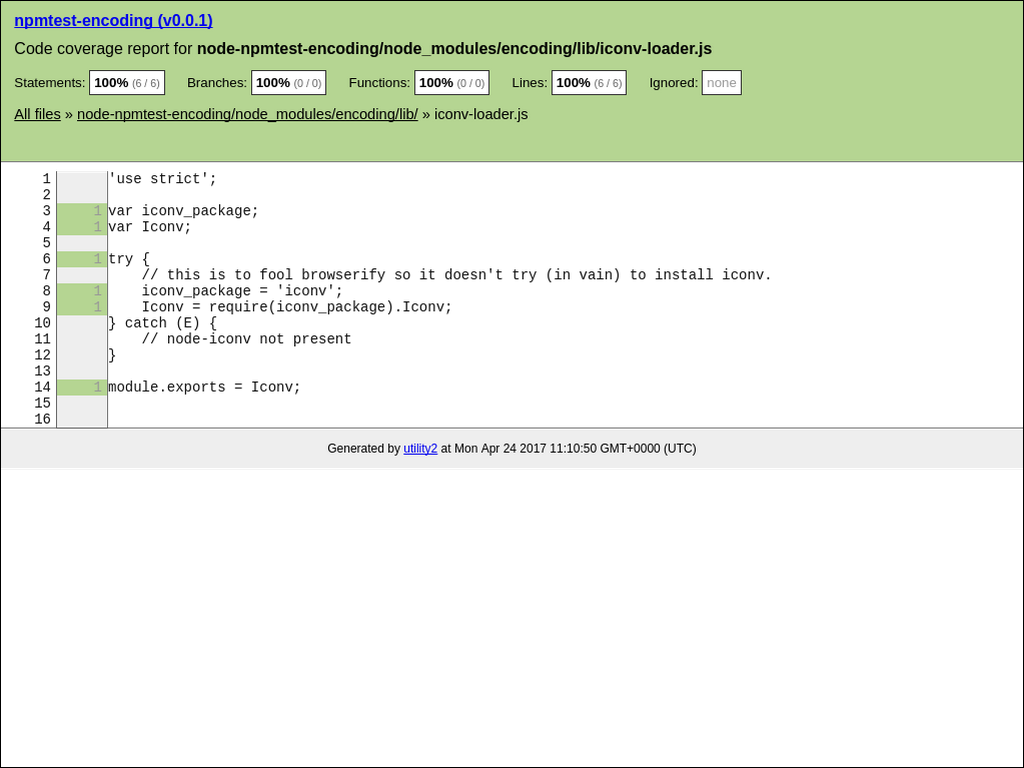 npmtest-encoding (v0.0.1)
Code coverage report for node-npmtest-encoding/node_modules/encoding/lib/iconv-loader.js
Statements: 100% (6 / 6) Branches: 100% (0 / 0) Functions: 100% (0 / 0) Lines: 100% (6 / 6) Ignored: none
All files » node-npmtest-encoding/node_modules/encoding/lib/ » iconv-loader.js
1 'use strict';
2
3 1 var iconv_package;
4 1 var Iconv;
5
6 1 try {
7 // this is to fool browserify so it doesn't try (in vain) to install iconv.
8 1 iconv_package = 'iconv';
9 1 Iconv = require(iconv_package).Iconv;
10 } catch (E) {
11 // node-iconv not present
12 }
13
14 1 module.exports = Iconv;
15
16
Generated by utility2 at Mon Apr 24 2017 11:10:50 GMT+0000 (UTC)